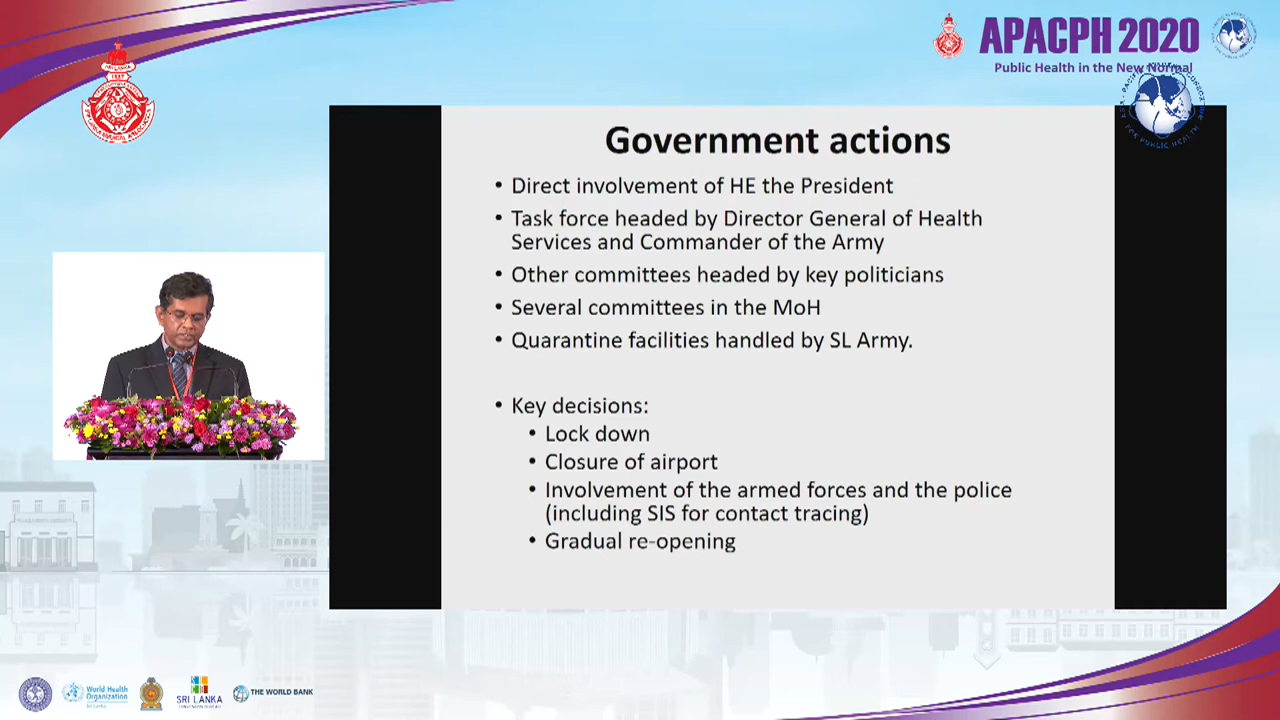 APACPH 2020
Public Health in the New Normal
SRI LANKA
1887
Government actions
• Direct involvement of HE the President
• Task force headed by Director General of Health
Services and Commander of the Army
• Other committees headed by key politicians
• Several committees in the MoH
• Quarantine facilities handled by SL Army.
• Key decisions:
• Lock down
• Closure of airport
• Involvement of the armed forces and the police
(including SIS for contact tracing)
• Gradual re-opening
World Health
Organization
Sri Lanka
SRI LANKA
THE WORLD BANK